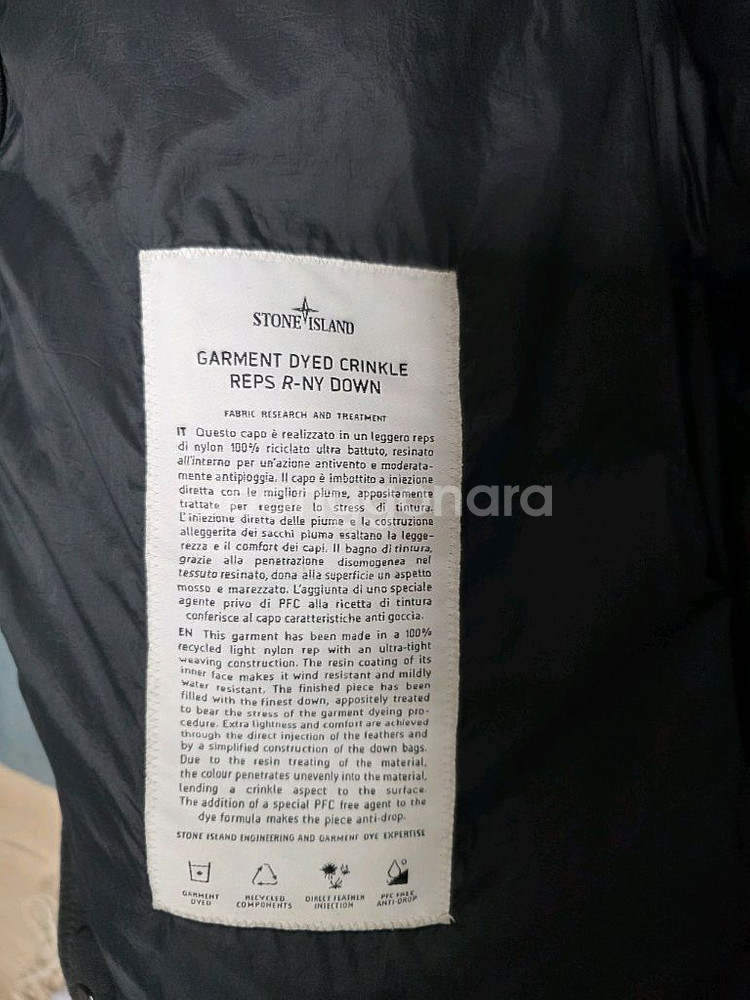 STONE ISLAND
GARMENT DYED CRINKLE
REPS R-NY DOWN
FABRIC RESEARCH AND TREATMENT
IT Questo capo è realizzato in un leggero reps
di nylon 100% riciclato ultra battuto, resinato
all'interno per un'azione antivento e moderata-
mente antipioggia. Il capo è imbottito a iniezione
diretta con le migliori piume, appositamente
trattate per reggere lo stress di tintura.
L'iniezione diretta delle piume e la costruzione
alleggerita dei sacchi piuma esaltano la legge-
rezza e il comfort dei capi. Il bagno di tintura,
grazie alla penetrazione disomogenea nel
tessuto resinato, dona alla superficie un aspetto
mosso e marezzato. L'aggiunta di uno speciale
agente privo di PFC alla ricetta di tintura
conferisce al capo caratteristiche anti goccia.
EN This garment has been made in a 100%
recycled light nylon rep with an ultra-tight
weaving construction. The resin coating of its
inner face makes it wind resistant and mildly
water resistant. The finished piece has been
filled with the finest down, appositely treated
to bear the stress of the garment dyeing pro-
cedure. Extra lightness and comfort are achieved
through the direct injection of the feathers and
by a simplified construction of the down bags.
Due to the resin treating of the material,
the colour penetrates unevenly into the material,
lending a crinkle aspect to the surface.
The addition of a special PFC free agent to the
dye formula makes the piece anti-drop.
STONE ISLAND ENGINEERING AND GARMENT DYE EXPERTISE
GARMENT
DYED
RECYCLED
COMPONENTS
DIRECT FEATHER
INJECTION
PFC FREE
ANTI-DROP